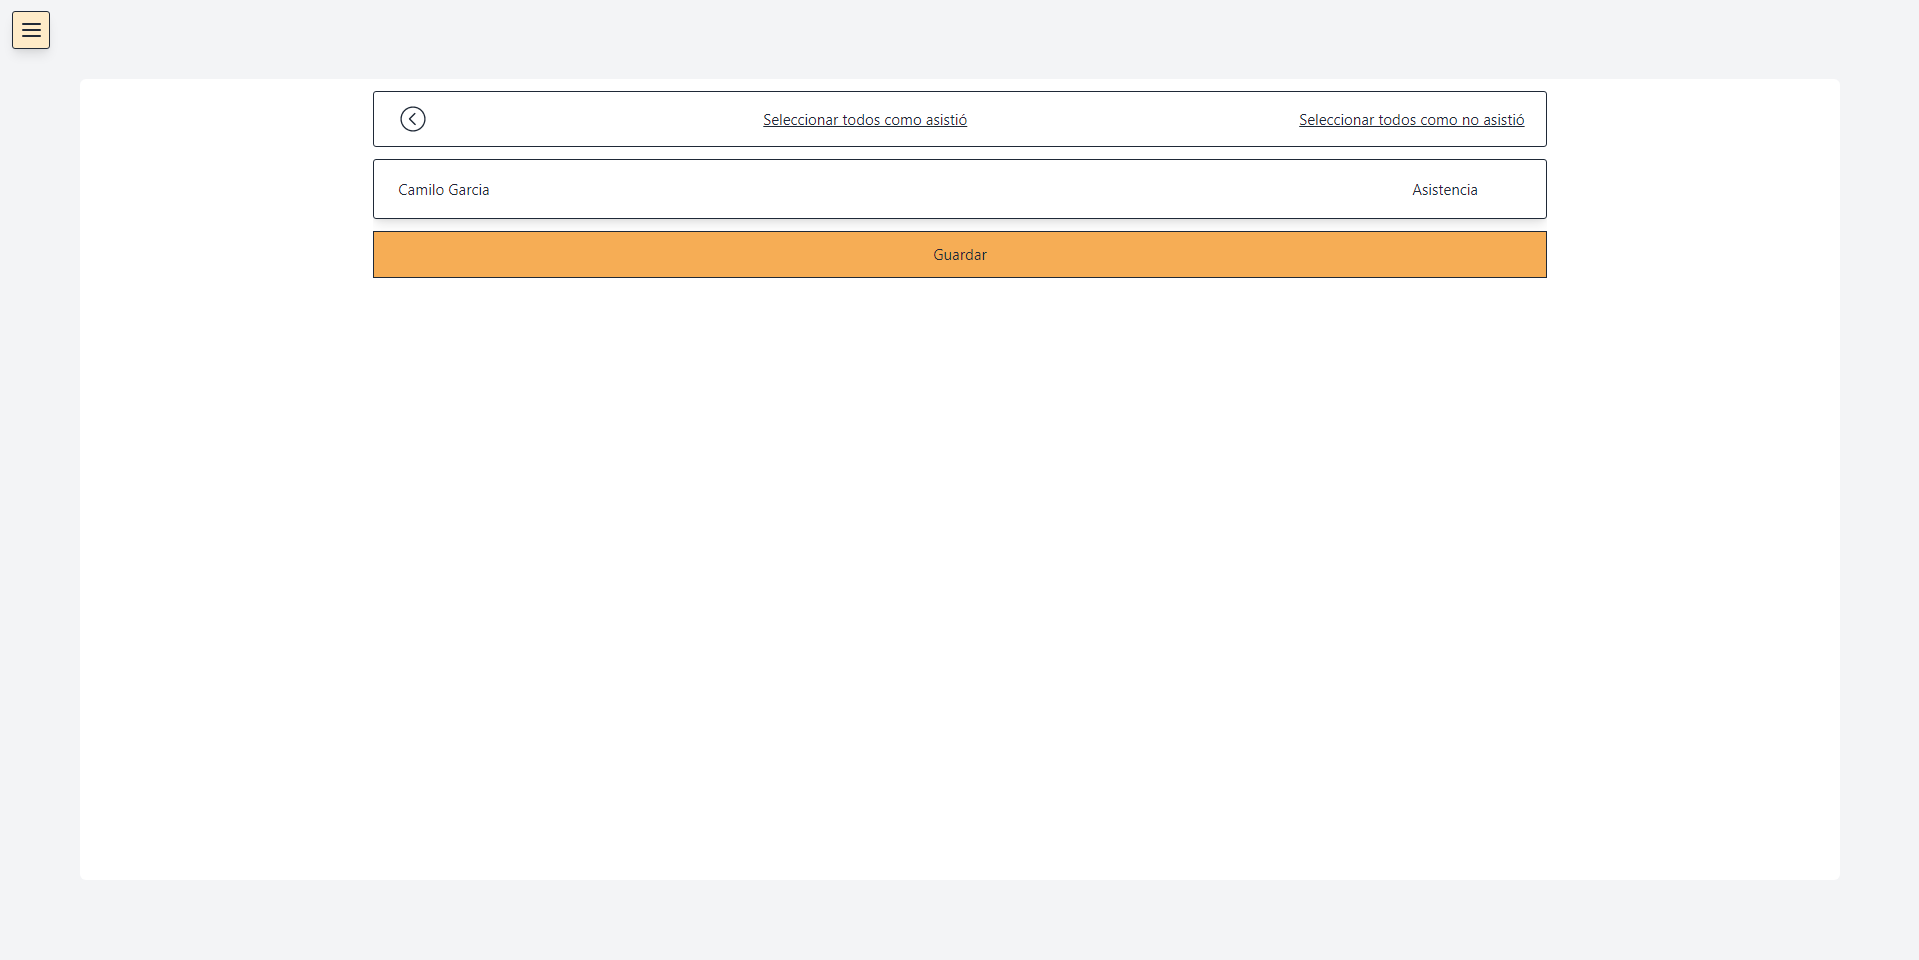 Seleccionar todos como asistió
Seleccionar todos como no asistió
Camilo Garcia
Asistencia
Guardar